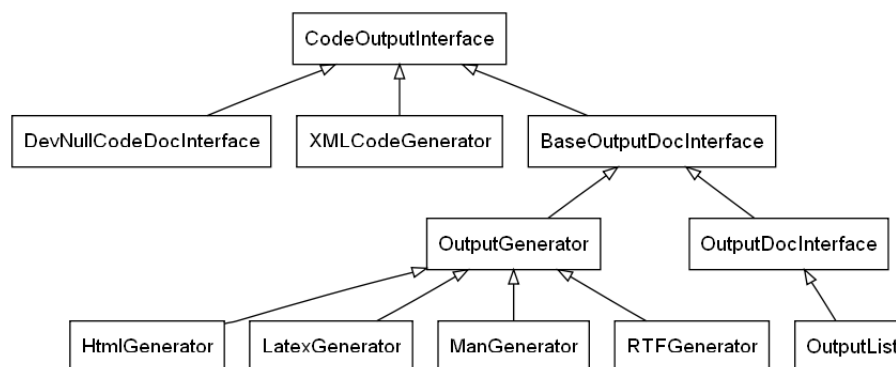 CodeOutputInterface
DevNullCodeDocInterface
XMLCodeGenerator
BaseOutputDocInterface
OutputGenerator
OutputDocInterface
HtmlGenerator
LatexGenerator
ManGenerator
RTFGenerator
OutputList